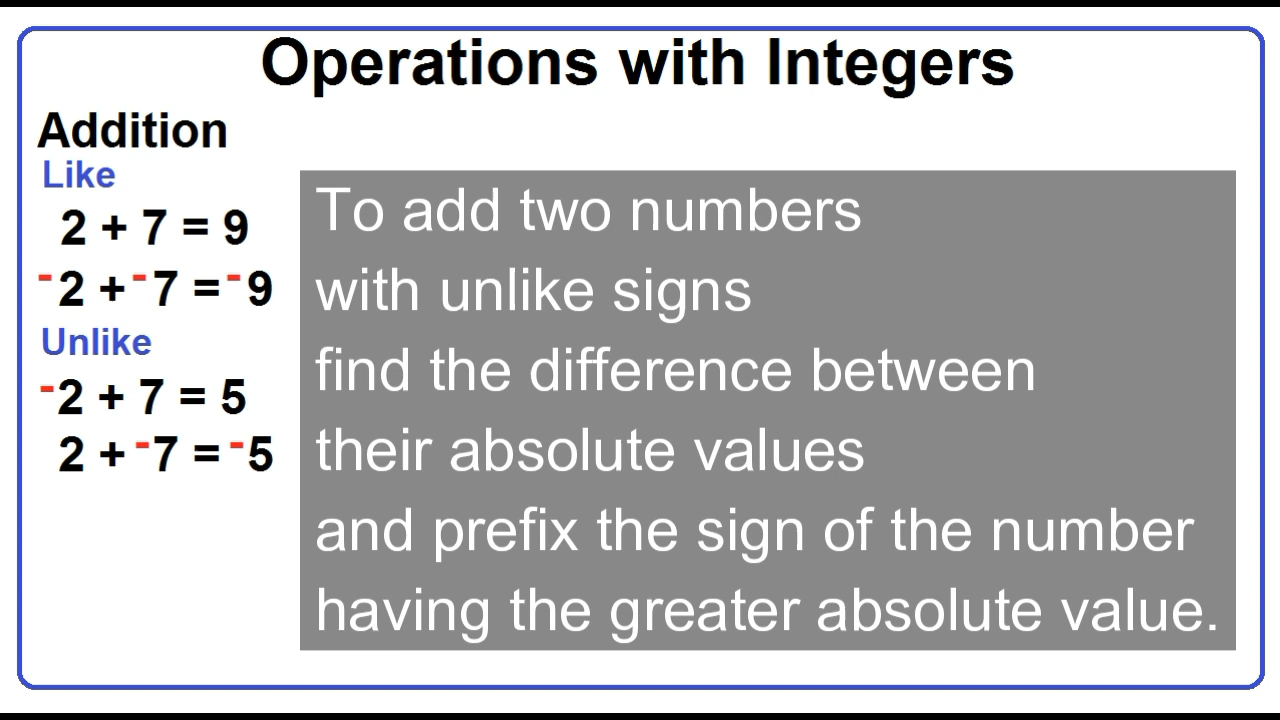 Operations with Integers
Addition
Like
2 + 7 = 9
-2 + -7 = -9
Unlike
-2 + 7 = 5
2 + -7 = -5
To add two numbers
with unlike signs
find the difference between
their absolute values
and prefix the sign of the number
having the greater absolute value.